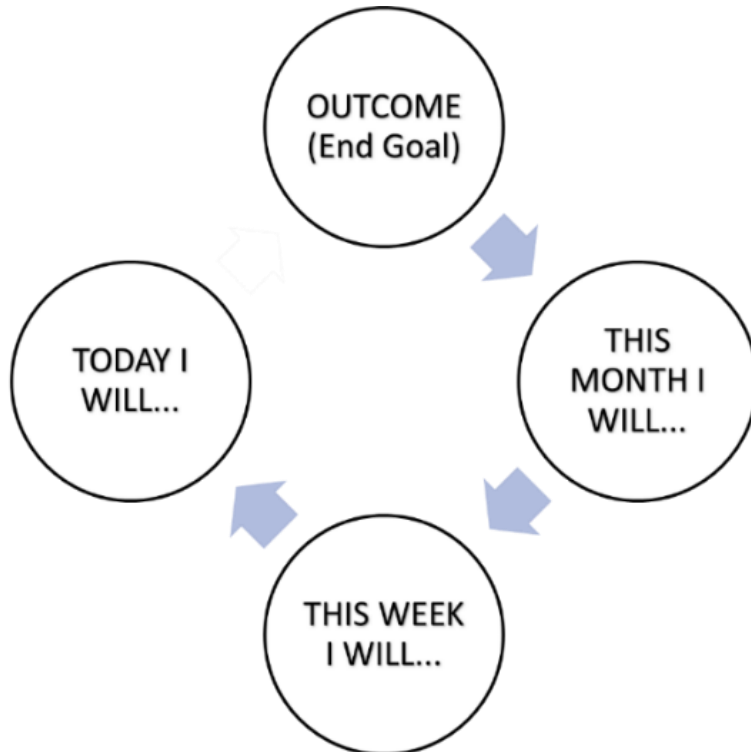 OUTCOME
(End Goal)
THIS
MONTH I
WILL...
THIS WEEK
I WILL...
TODAY I
WILL...